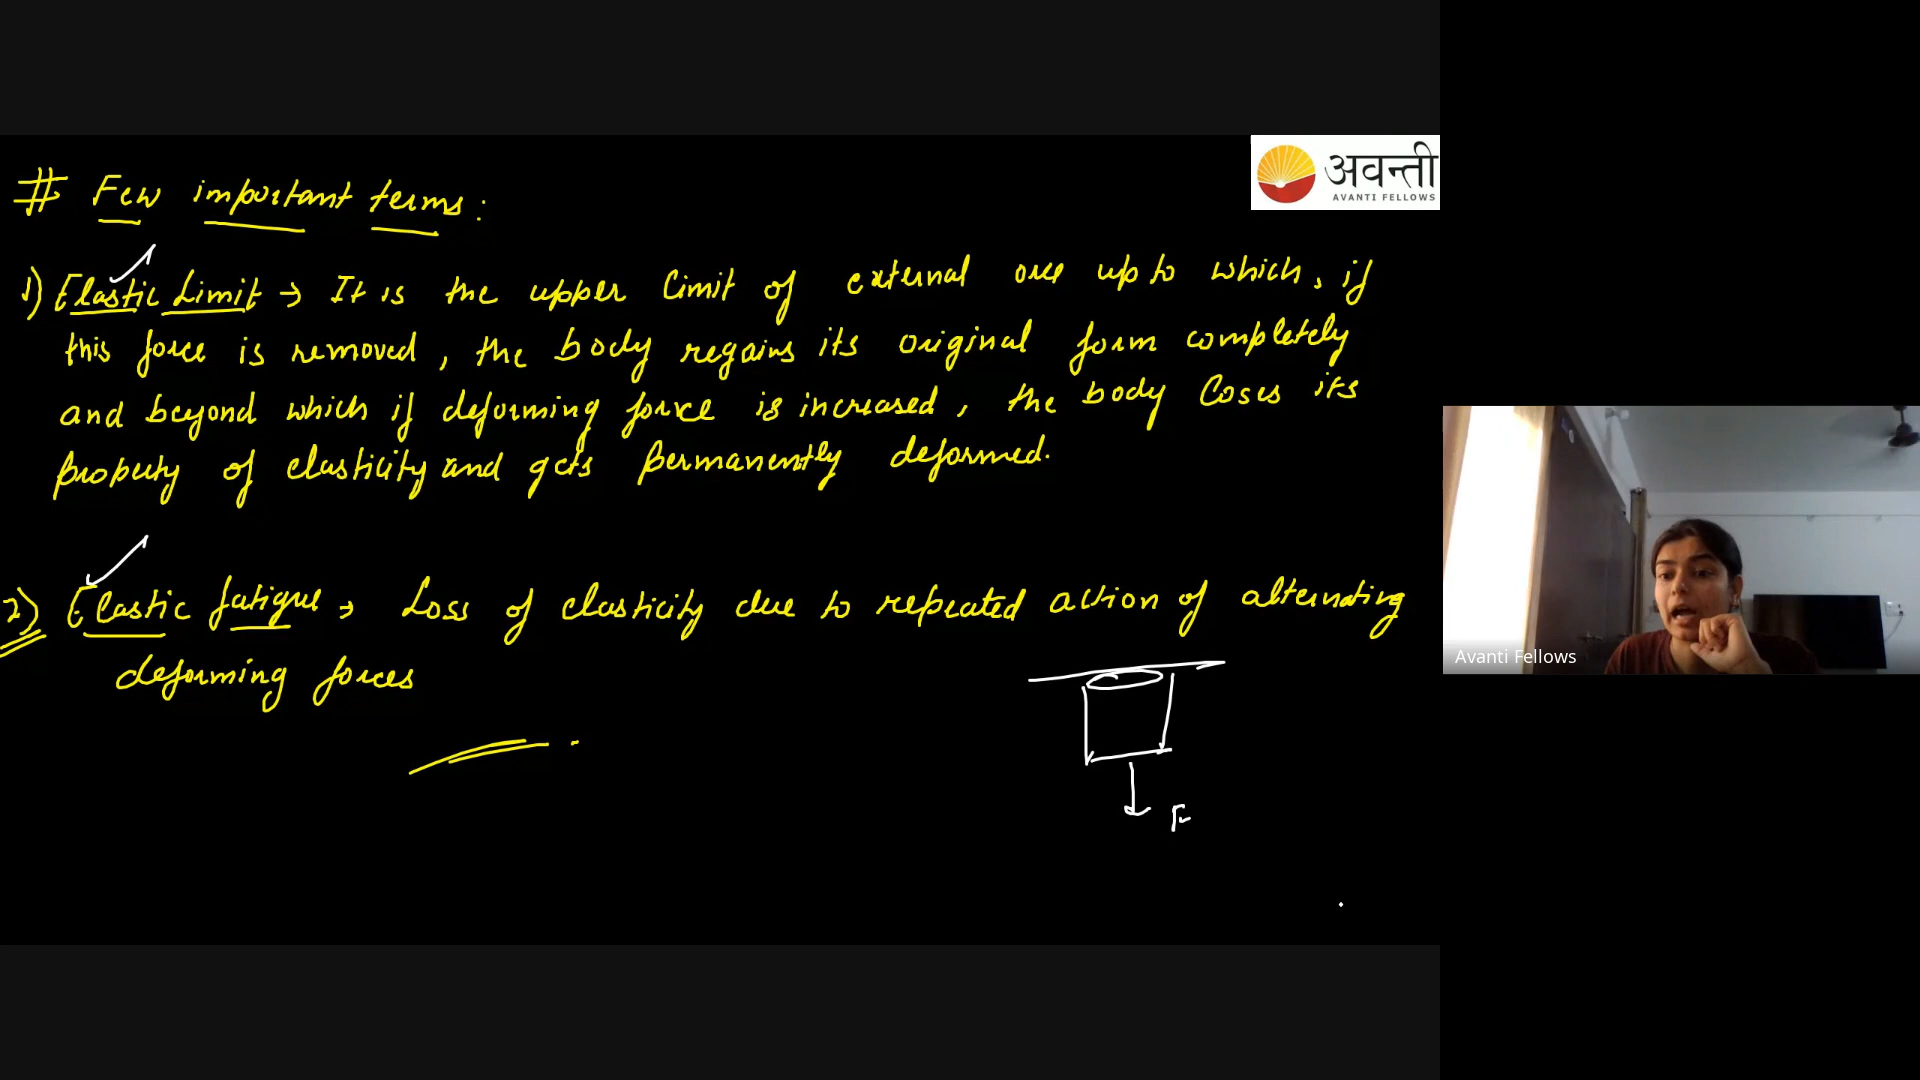 # Few important terms:
अवन्ती
AVANTI FELLOWS
1) Elastic Limit → It is the upper limit of external orce upto which, if
this force is removed, the body regains its original form completely
and beyond which if deforming force is increased, the body loses its
property of elasticity and gets permanently deformed.
2) Elastic fatigue → Loss of elasticity due to repeated action of alternating
deforming forces
F
Avanti Fellows